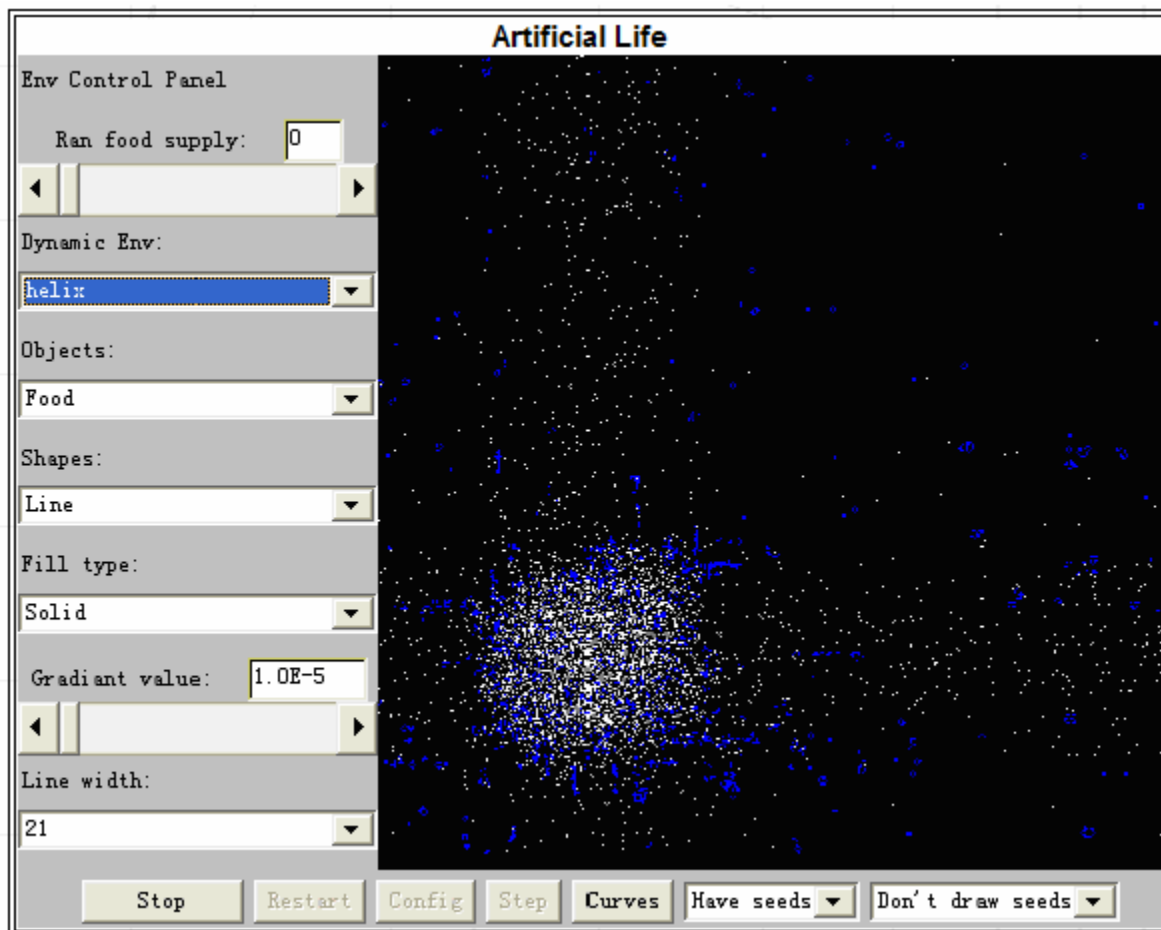 Artificial Life
Env Control Panel
Ran food supply: 0
Dynamic Env:
helix
Objects:
Food
Shapes:
Line
Fill type:
Solid
Gradiant value: 1.0E-5
Line width:
21
Stop Restart Config Step Curves Have seeds Don't draw seeds